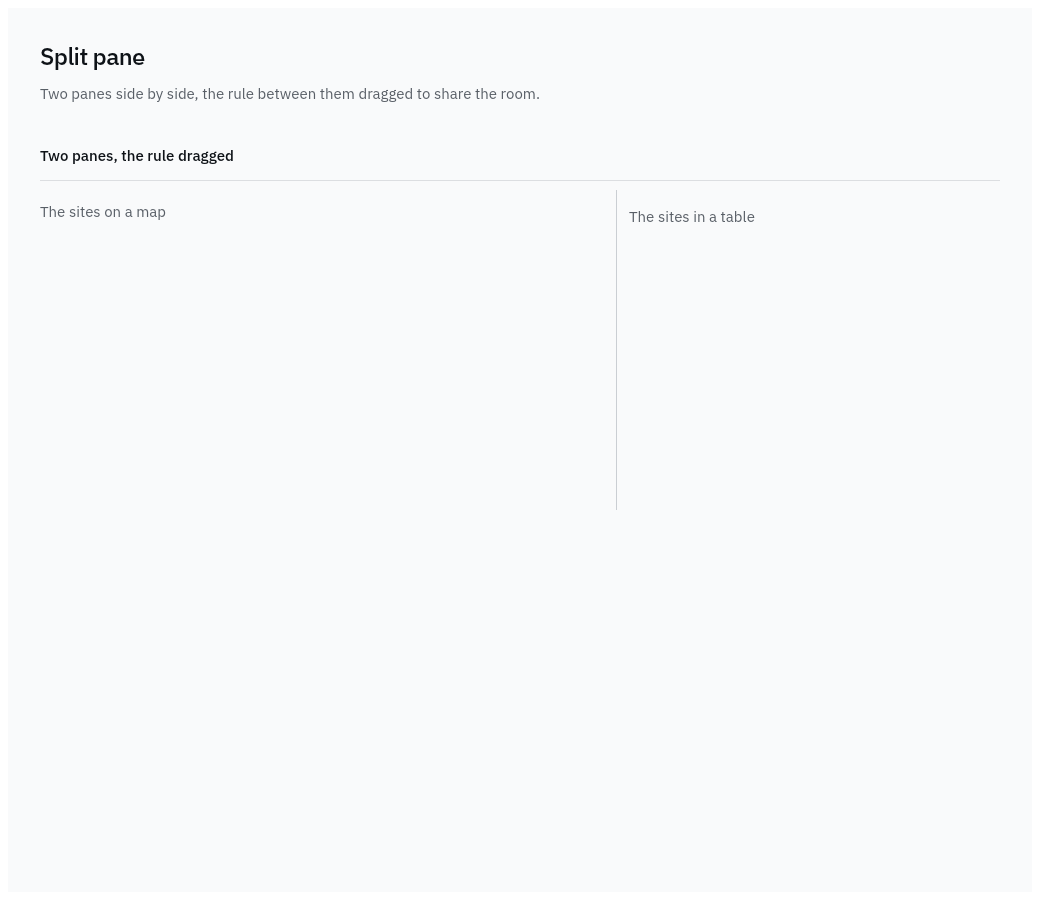 Split pane
Two panes side by side, the rule between them dragged to share the room.
Two panes, the rule dragged
The sites on a map
The sites in a table